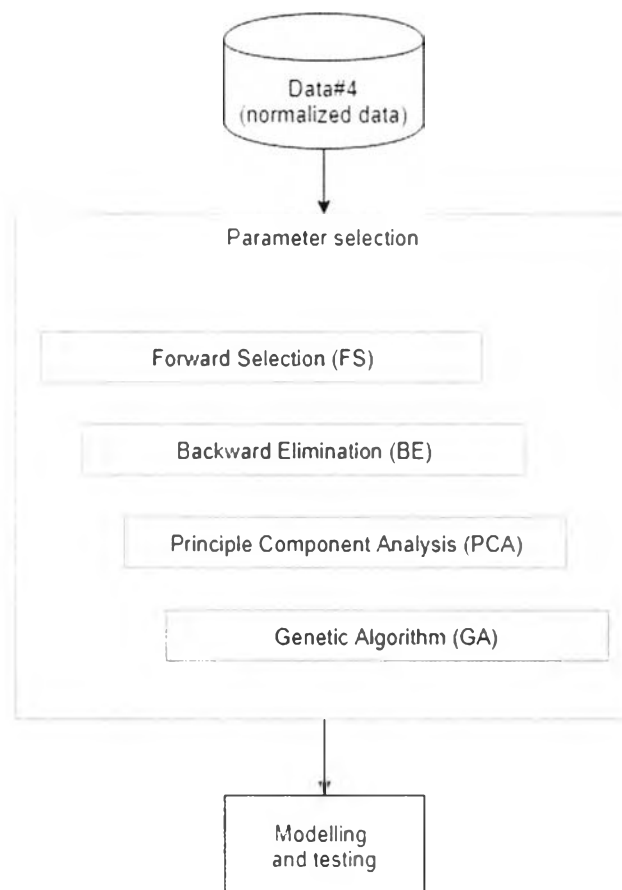 Data#4
(normalized data)
Parameter selection
Forward Selection (FS)
Backward Elimination (BE)
Principle Component Analysis (PCA)
Genetic Algorithm (GA)
Modelling
and testing